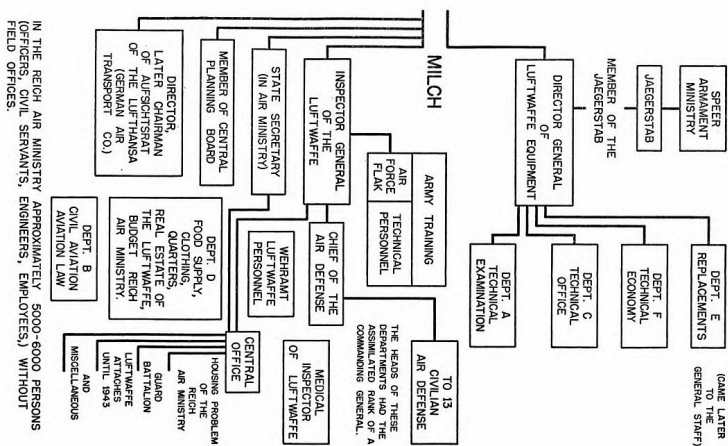 SPEER
ARMAMENT
MINISTRY
JAEGERSTAB
MEMBER OF THE
JAEGERSTAB
DIRECTOR GENERAL
OF
LUFTWAFFE EQUIPMENT
(CAME LATER
TO THE
GENERAL STAFF)
DEPT. E
REPLACEMENTS
DEPT. F
TECHNICAL
ECONOMY
DEPT. C
TECHNICAL
OFFICE
DEPT. A
TECHNICAL
EXAMINATION
THE HEADS OF THESE
DEPARTMENTS HAD THE
ASSIMILATED RANK OF A
COMMANDING GENERAL.
MILCH
INSPECTOR GENERAL
OF THE
LUFTWAFFE
ARMY TRAINING
AIR
FORCE
FLAK
TECHNICAL
PERSONNEL
CHIEF OF THE
AIR DEFENSE
TO 13
CIVILIAN
AIR DEFENSE
WEHRAMT
LUFTWAFFE
PERSONNEL
MEDICAL
INSPECTOR
OF LUFTWAFFE
STATE SECRETARY
(IN AIR MINISTRY)
CENTRAL
OFFICE
HOUSING PROBLEM
OF THE
REICH
AIR MINISTRY
GUARD
BATTALION
LUFTWAFFE
ATTACHES
UNTIL 1943
AND
MISCELLANEOUS
MEMBER OF CENTRAL
PLANNING BOARD
DEPT. D
FOOD SUPPLY,
CLOTHING,
QUARTERS,
REAL ESTATE OF
THE LUFTWAFFE,
BUDGET REICH
AIR MINISTRY.
DIRECTOR,
LATER CHAIRMAN
OF AUFSICHTSRAT
OF THE LUFTHANSA
(GERMAN AIR
TRANSPORT CO.)
DEPT. B
CIVIL AVIATION
AVIATION LAW
IN THE REICH AIR MINISTRY APPROXIMATELY 5000-6000 PERSONS
(OFFICERS, CIVIL SERVANTS, ENGINEERS, EMPLOYEES,) WITHOUT
FIELD OFFICES.